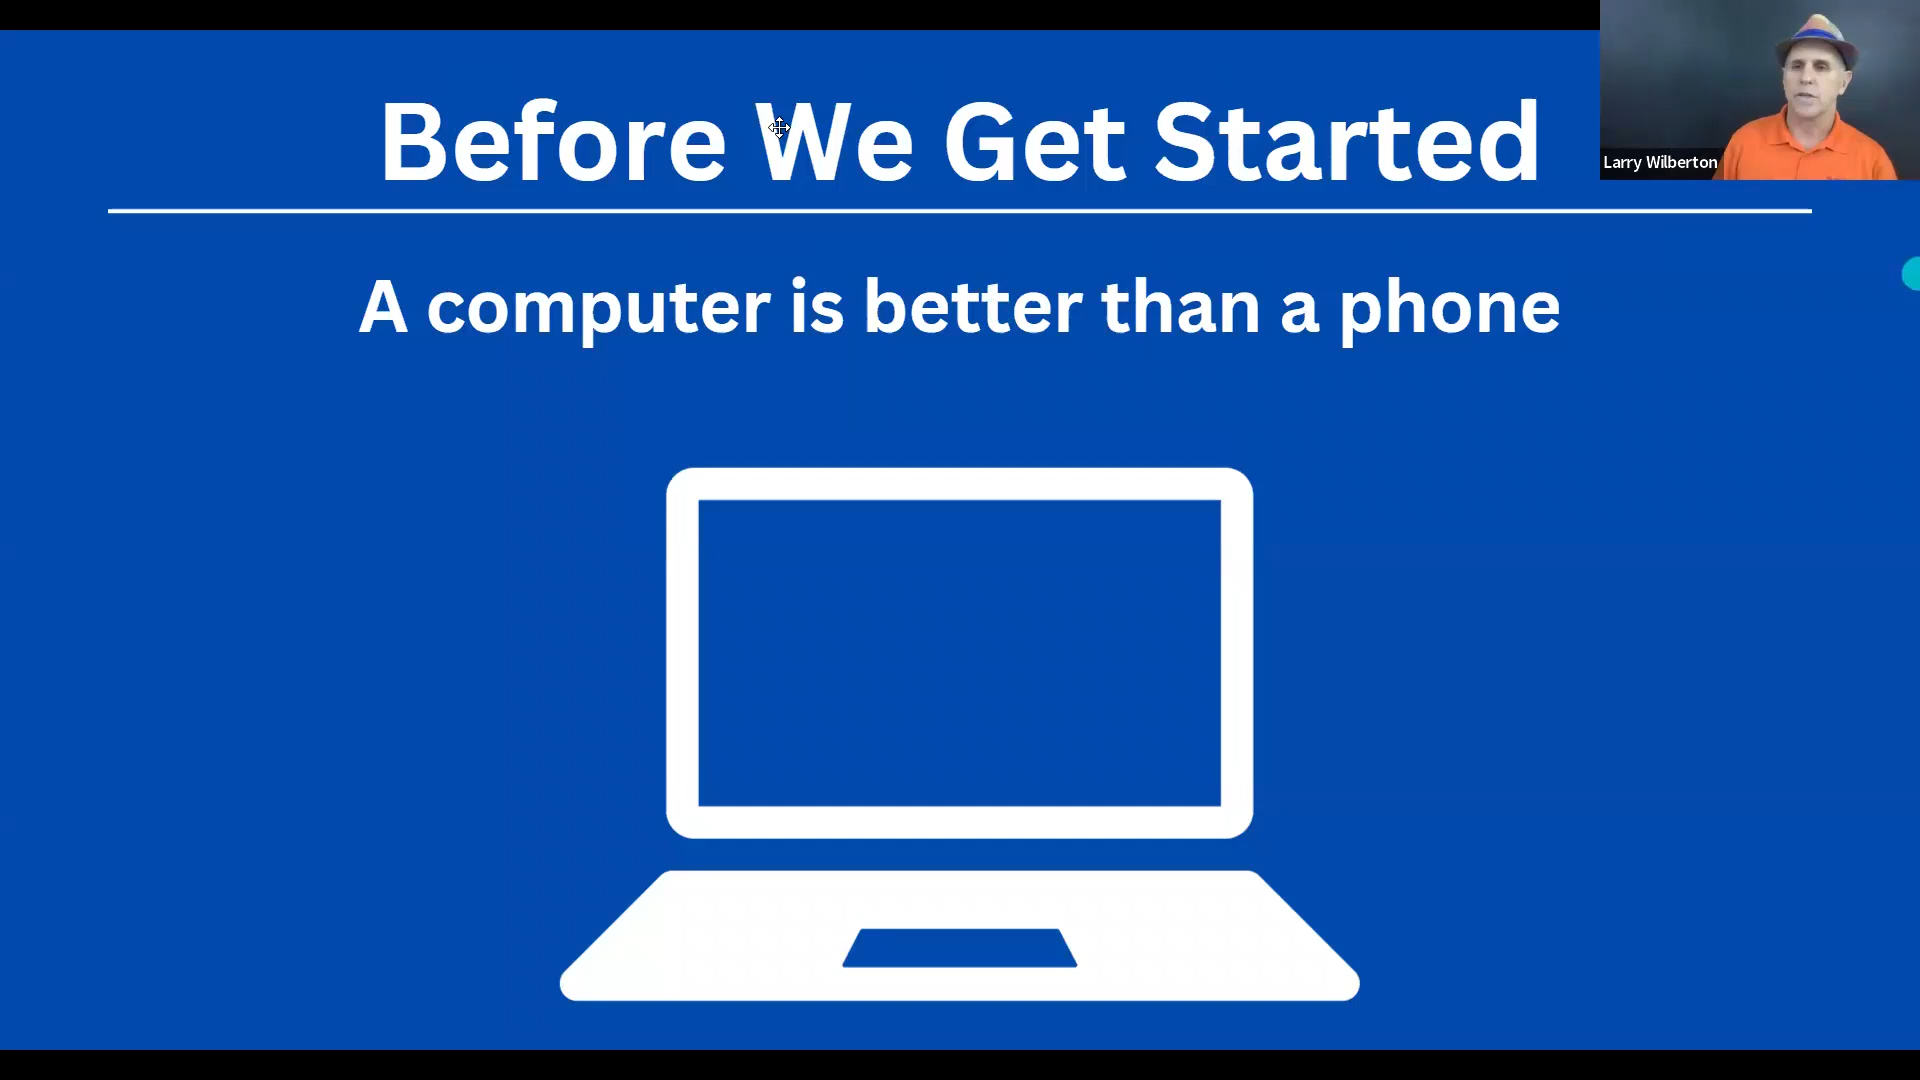 Before We Get Started
Larry Wilberton
A computer is better than a phone